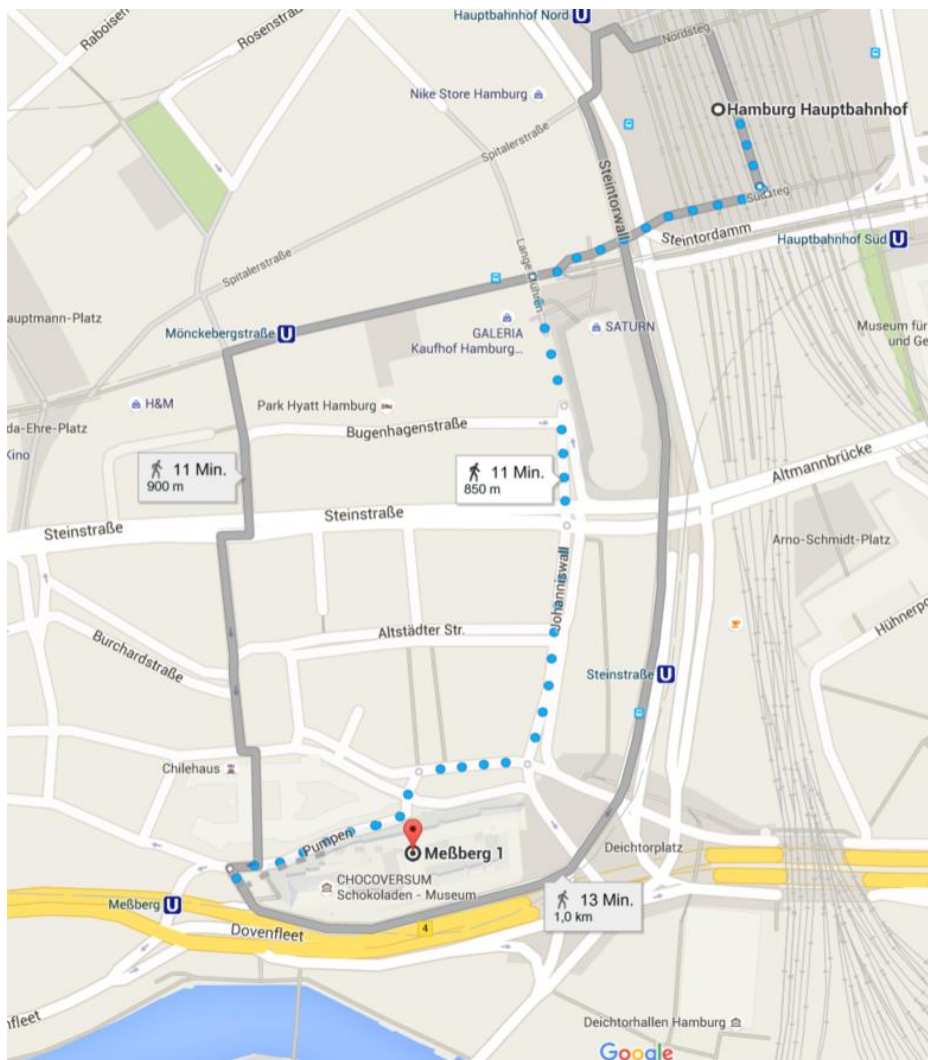 Hauptbahnhof Nord U
Raboisen
Rosenstraße
Nordsteg
Nike Store Hamburg
Hamburg Hauptbahnhof
Spitalerstraße
Steintorwall
Südsteg
Steintordamm
Hauptbahnhof Süd U
Lange Mühren
Spitalerstraße
auptmann-Platz
Mönckebergstraße U
GALERIA
Kaufhof Hamburg...
SATURN
Museum für
und Ge
H&M
Park Hyatt Hamburg
da-Ehre-Platz
Bugenhagenstraße
Kino
11 Min.
900 m
11 Min.
850 m
Altmannbrücke
Steinstraße
Steinstraße
Arno-Schmidt-Platz
Johanniswall
Altstädter Str.
Hühnerpo
Burchardstraße
Steinstraße U
Chilehaus
Pumpen
Meßberg 1
Deichtorplatz
CHOCOVERSUM
Schokoladen - Museum
Meßberg U
13 Min.
1,0 km
Dovenfleet
4
nfleet
Deichtorhallen Hamburg
Google